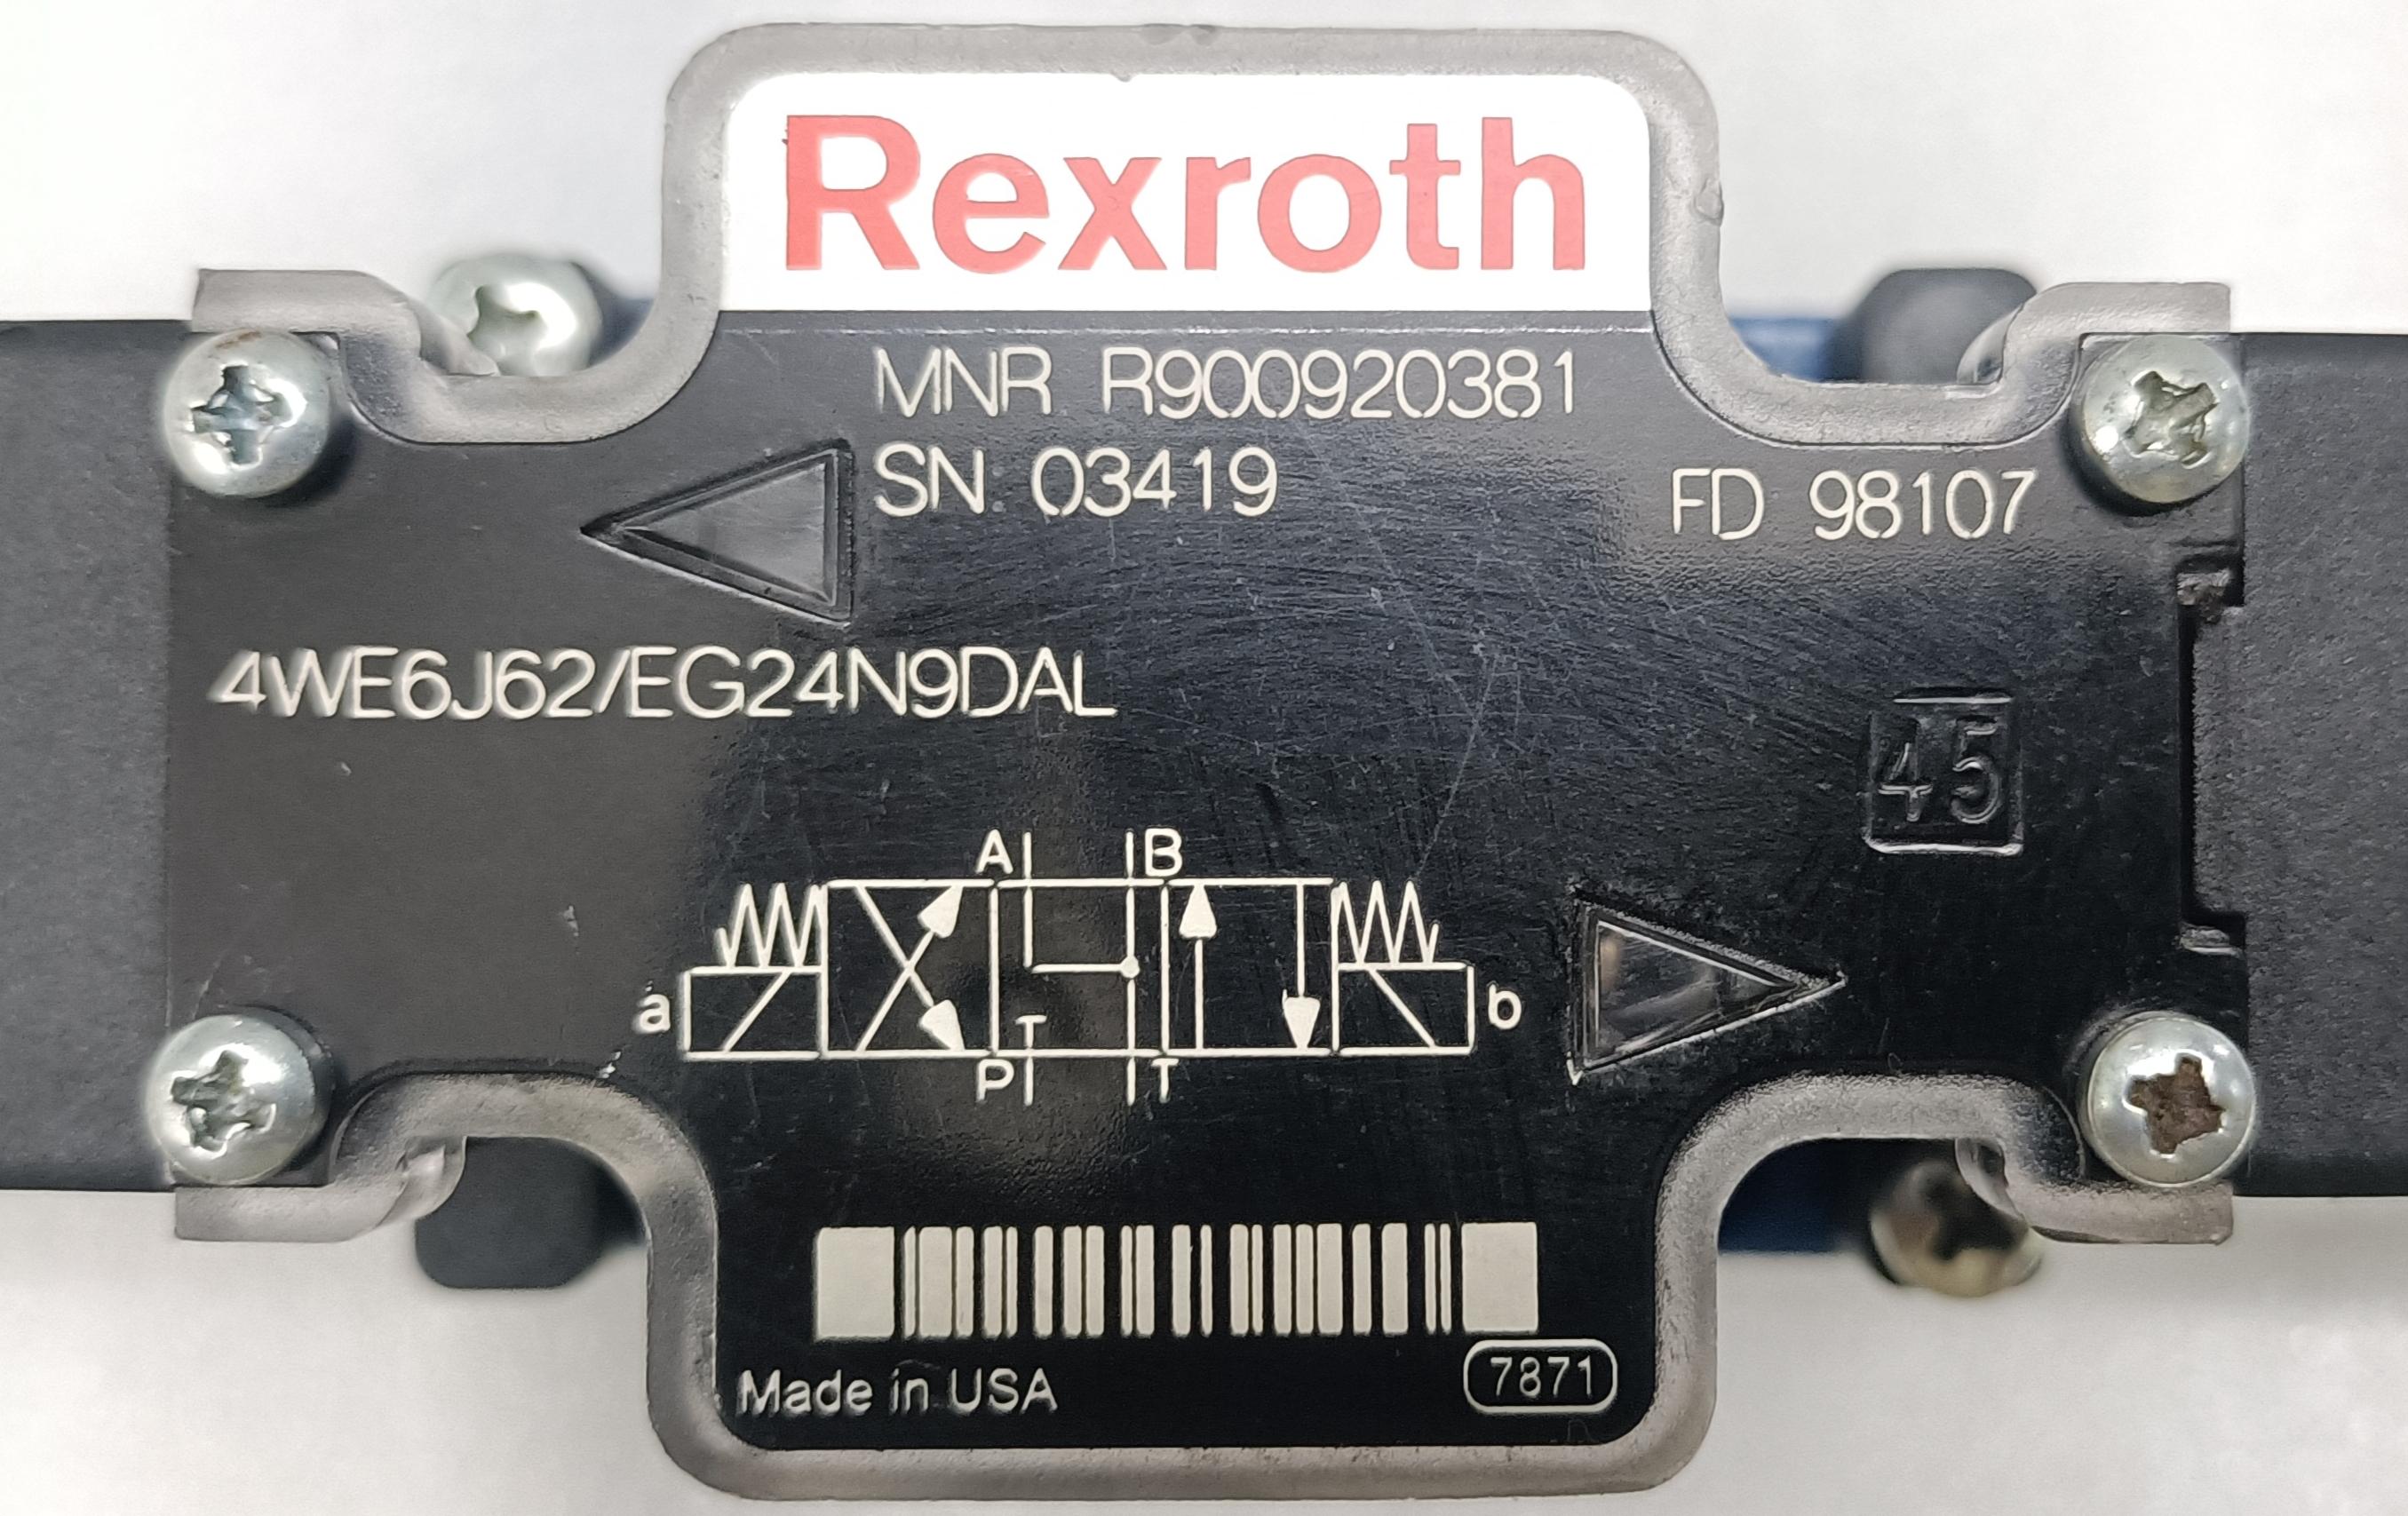 Rexroth
MNR R900920381
SN 03419
FD 98107
4WE6J62/EG24N9DAL
45
A B
a b
P T
Made in USA
7871